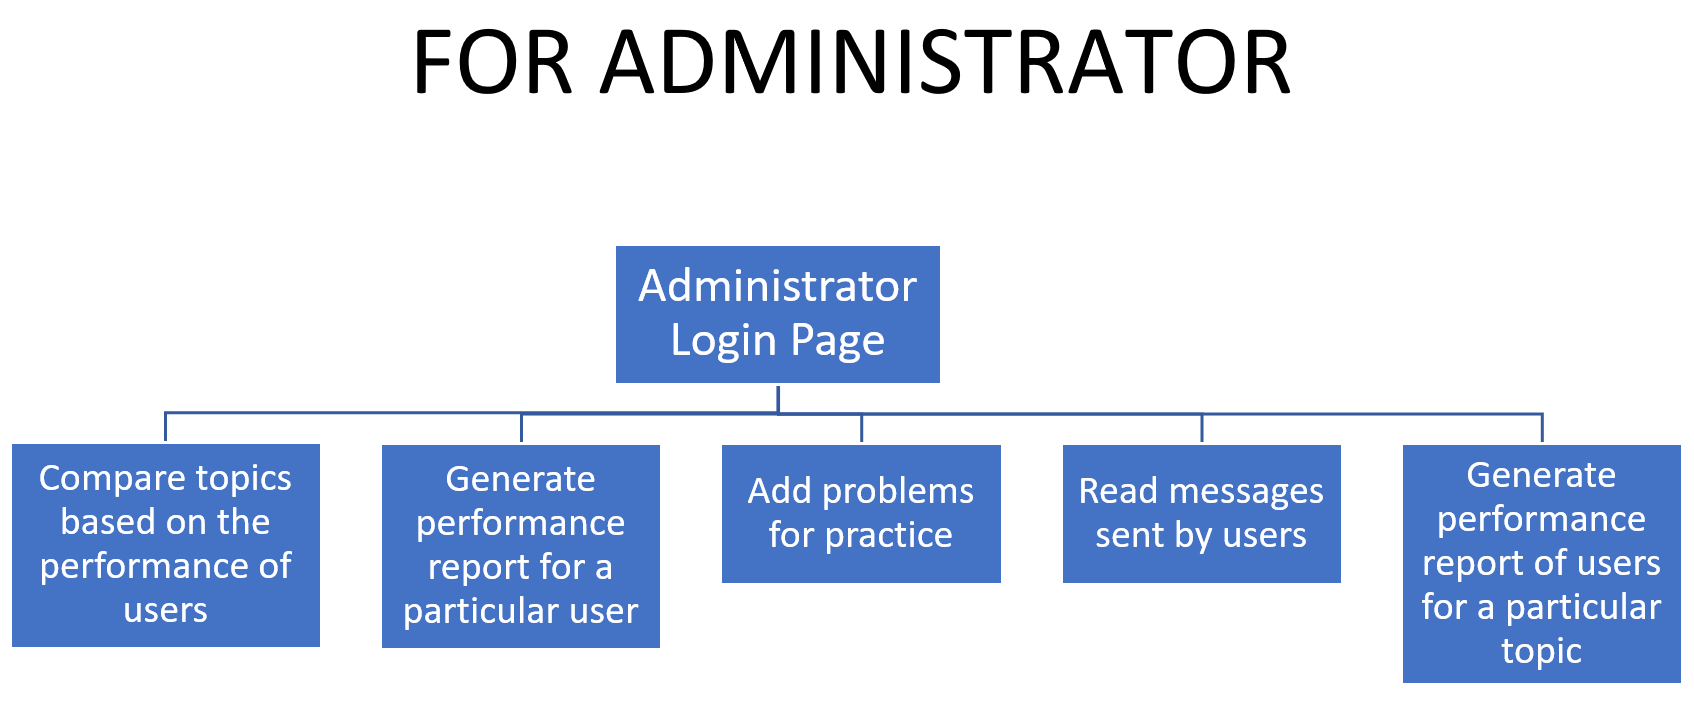 FOR ADMINISTRATOR
Administrator
Login Page
Compare topics
based on the
performance of
users
Generate
performance
report for a
particular user
Add problems
for practice
Read messages
sent by users
Generate
performance
report of users
for a particular
topic